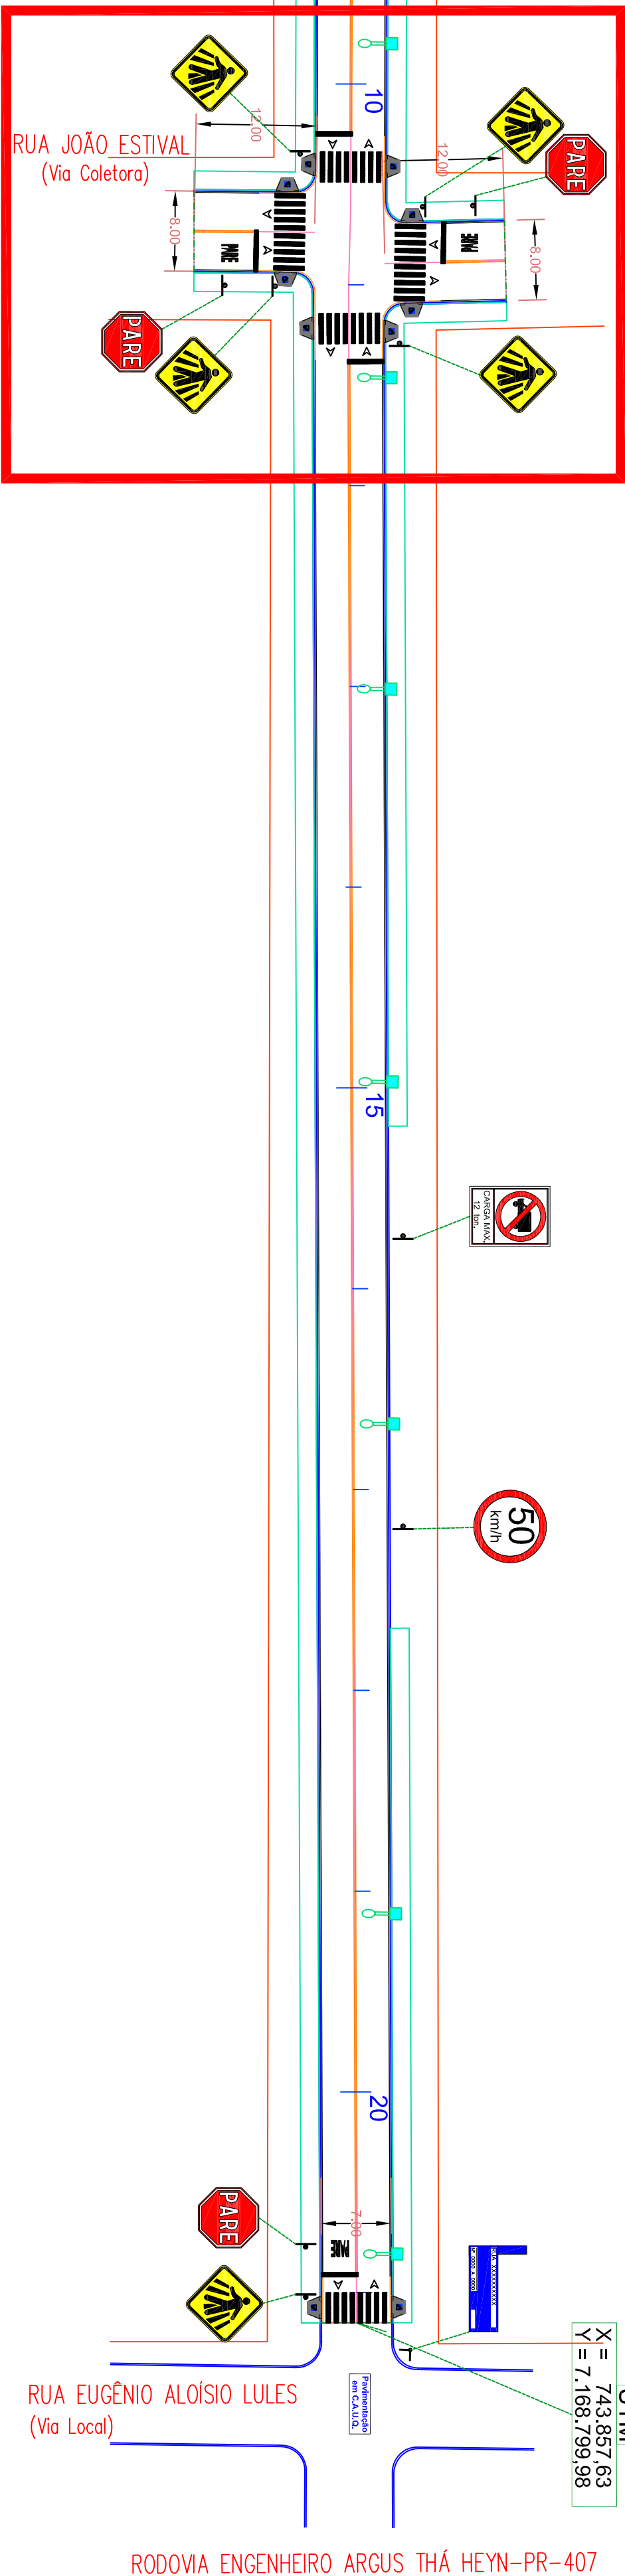 10
12.00
12.00
PARE
RUA JOÃO ESTIVAL
(Via Coletora)
8.00
PARE
PARE
8.00
PARE
15
CARGA MAX.
12 ton.
50
km/h
20
PARE
7.00
PARE
RUA XXXXXXXXXX
X = 743.857,63
Y = 7.168.799,98
Pavimentação
em C.A.U.Q.
RUA EUGÊNIO ALOÍSIO LULES
(Via Local)
RODOVIA ENGENHEIRO ARGUS THÁ HEYN-PR-407